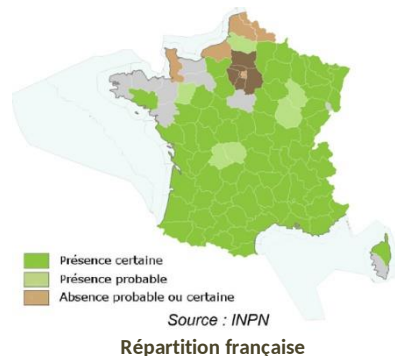 Présence certaine
Présence probable
Absence probable ou certaine
Source : INPN
Répartition française